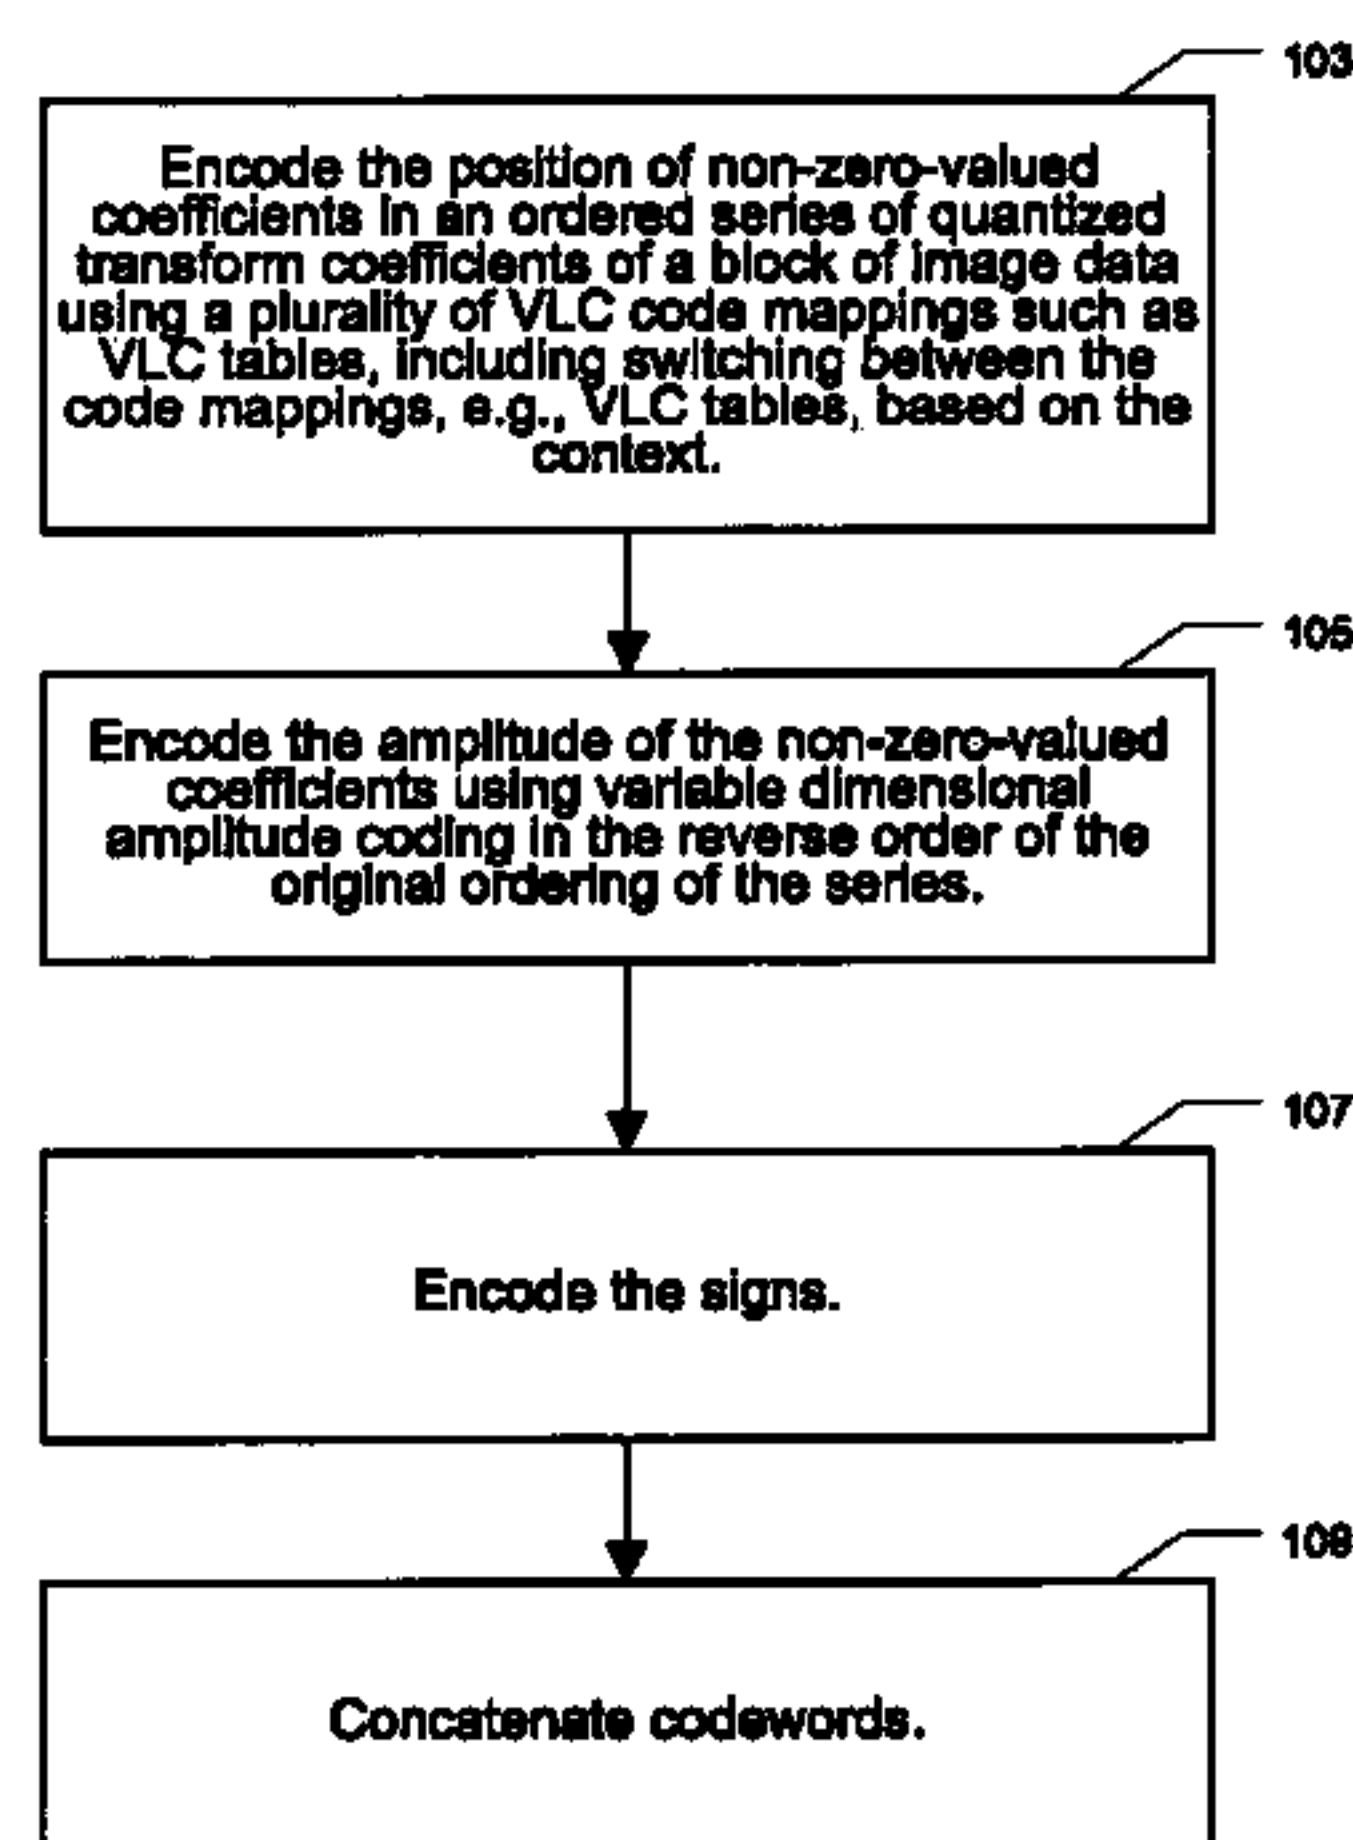 103
Encode the position of non-zero-valued
coefficients in an ordered series of quantized
transform coefficients of a block of image data
using a plurality of VLC code mappings such as
VLC tables, including switching between the
code mappings, e.g., VLC tables, based on the
context.
105
Encode the amplitude of the non-zero-valued
coefficients using variable dimensional
amplitude coding in the reverse order of the
original ordering of the series.
107
Encode the signs.
109
Concatenate codewords.